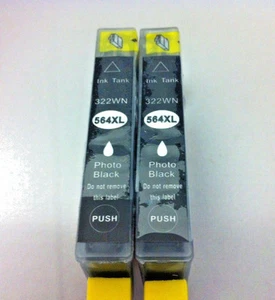 Ink Tank
322WN
564XL
Photo
Black
Do not remove
this label
PUSH
Ink Tank
322WN
564XL
Photo
Black
Do not remove
this label
PUSH